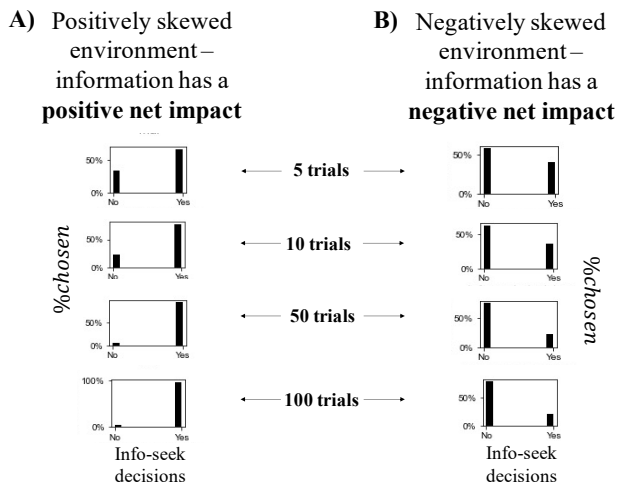 A) Positively skewed
environment –
information has a
positive net impact
B) Negatively skewed
environment –
information has a
negative net impact
50%
0%
No Yes
5 trials
50%
0%
No Yes
50%
0%
No Yes
10 trials
50%
0%
No Yes
%chosen
%chosen
50%
0%
No Yes
50 trials
50%
0%
No Yes
100%
0%
No Yes
100 trials
50%
0%
No Yes
Info-seek
decisions
Info-seek
decisions